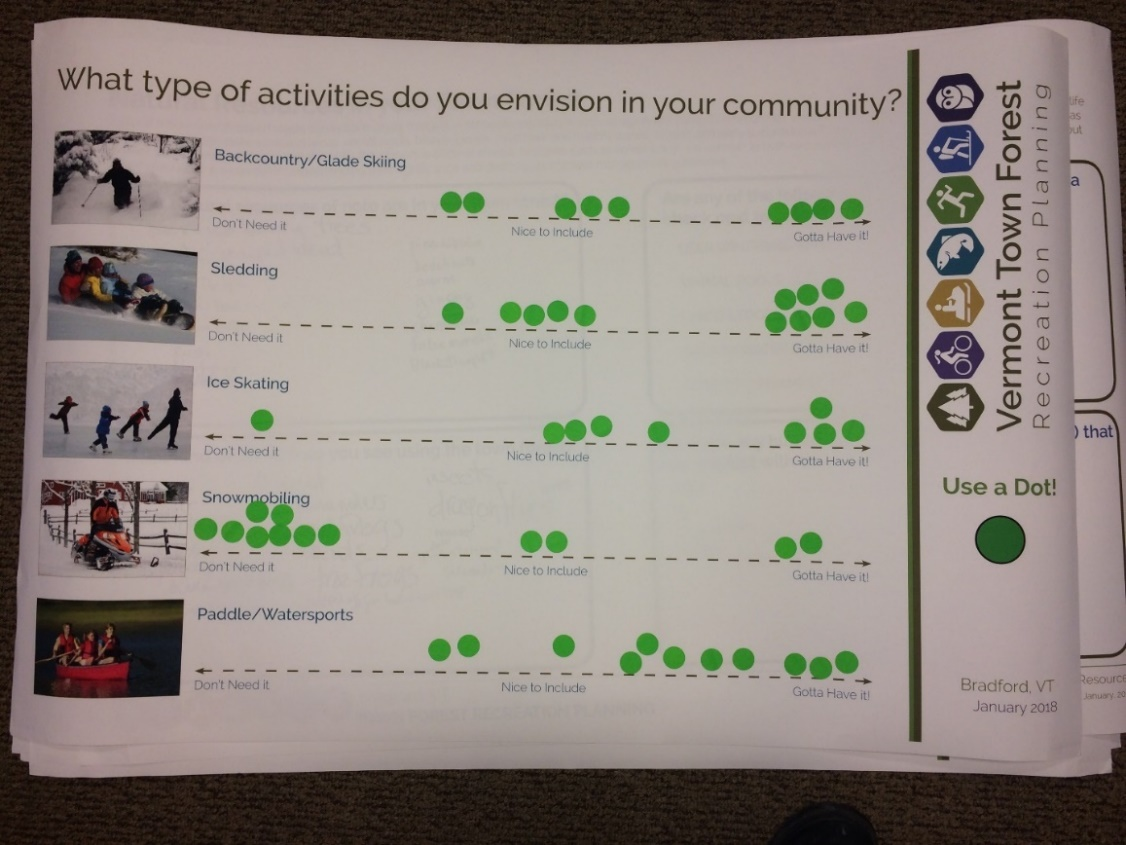 What type of activities do you envision in your community?
Backcountry/Glade Skiing
Don't Need it
Nice to Include
Gotta Have it!
Sledding
Don't Need it
Nice to Include
Gotta Have it!
Ice Skating
Don't Need it
Nice to Include
Gotta Have it!
Snowmobiling
Don't Need it
Nice to Include
Gotta Have it!
Paddle/Watersports
Don't Need it
Nice to Include
Gotta Have it!
Vermont Town Forest
Recreation Planning
Use a Dot!
Bradford, VT
January 2018
a
) that
Resource